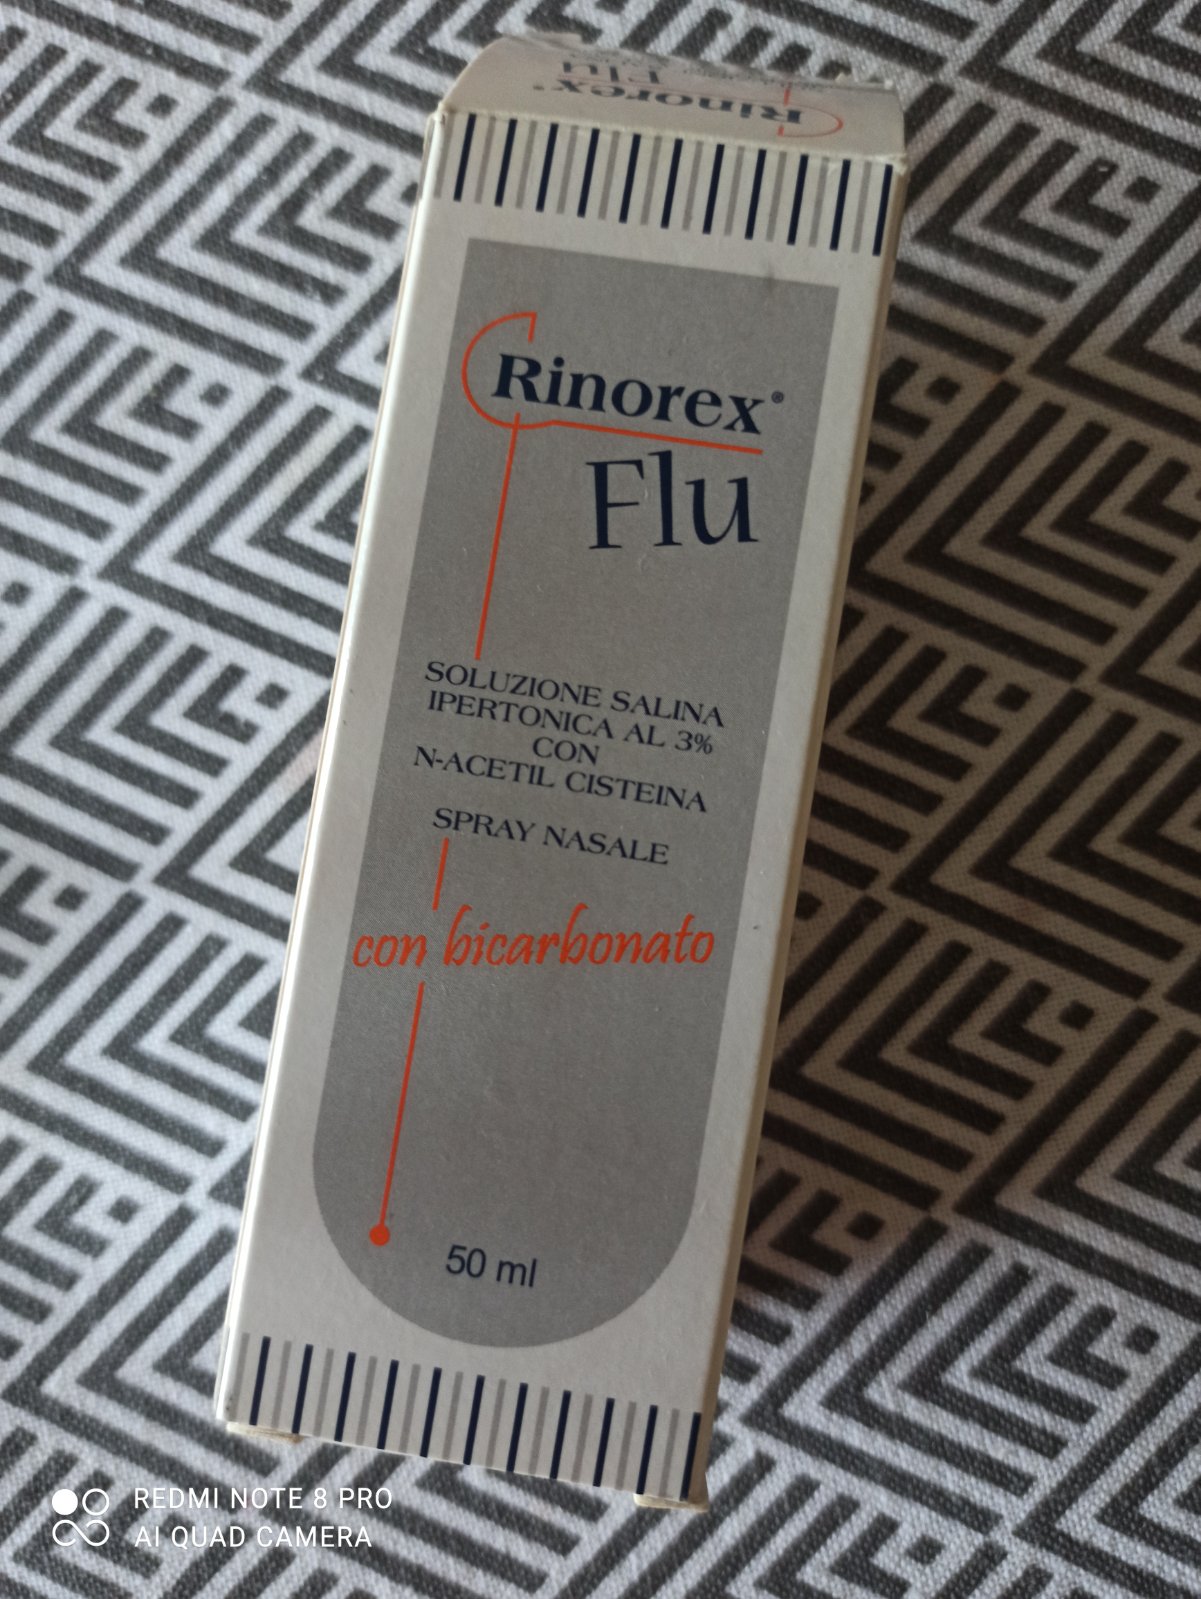 Rinorex
Flu
Rinorex®
Flu
SOLUZIONE SALINA
IPERTONICA AL 3%
CON
N-ACETIL CISTEINA
SPRAY NASALE
con bicarbonato
50 ml
REDMI NOTE 8 PRO
AI QUAD CAMERA